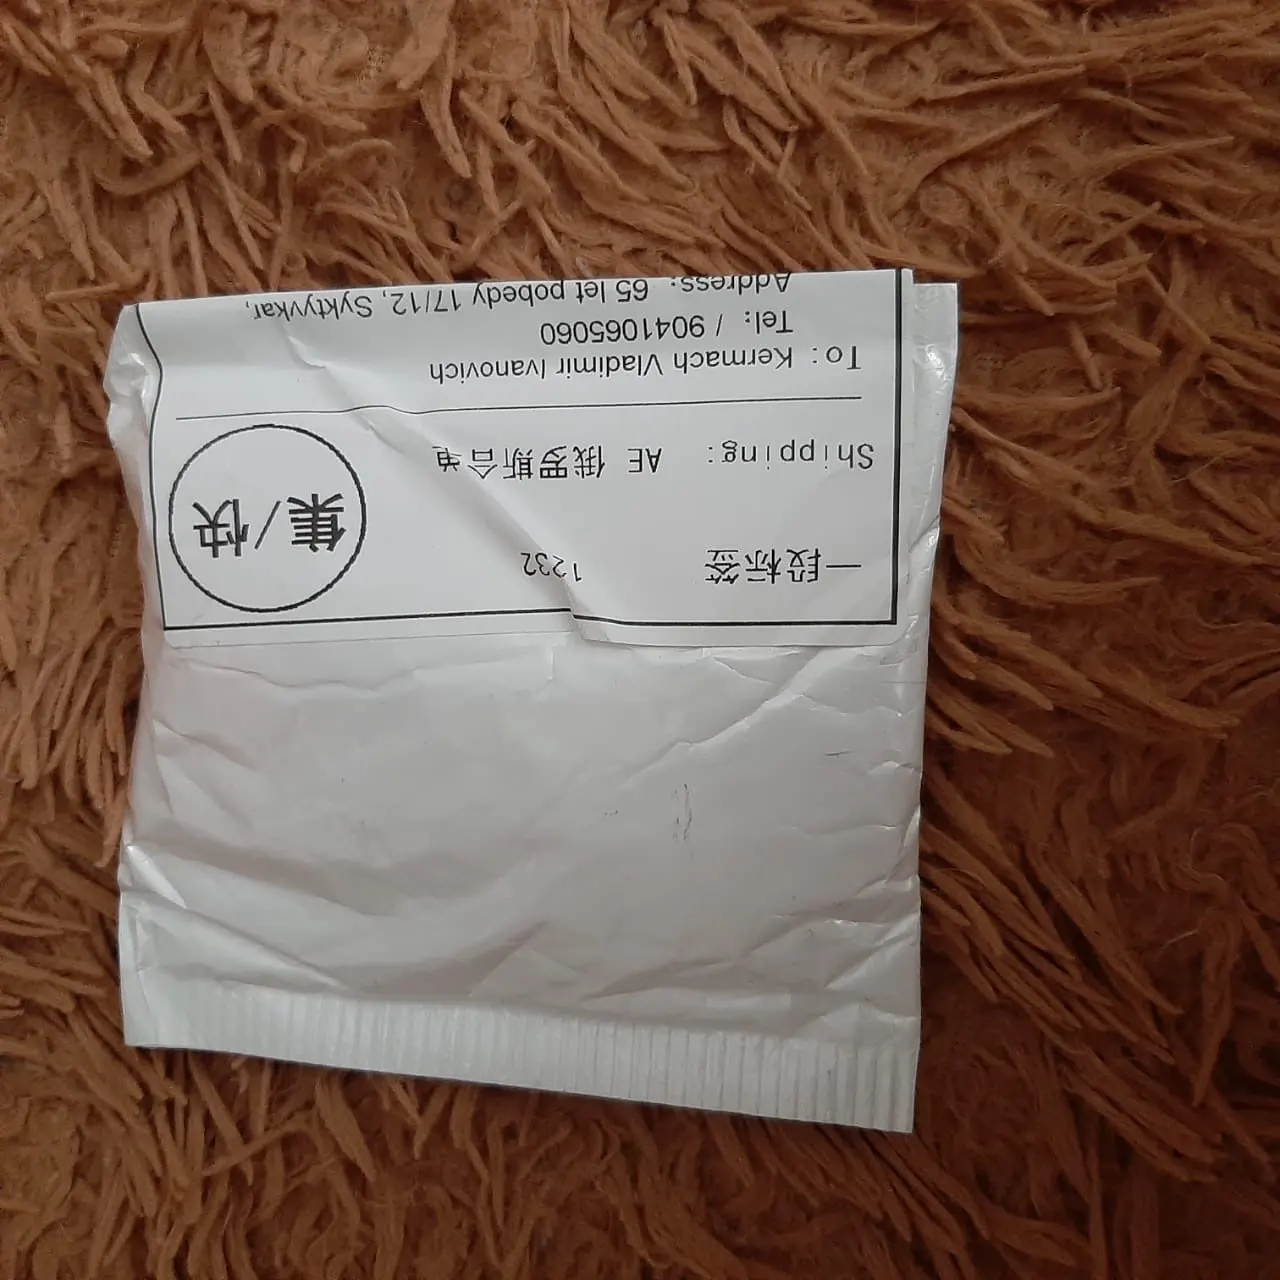 一段标签 1232
Shipping: AE 俄罗斯合单
集/快
To: Kermach Vladimir Ivanovich
Tel: / 9041065060
Address: 65 let pobedy 17/12, Syktyvkar,